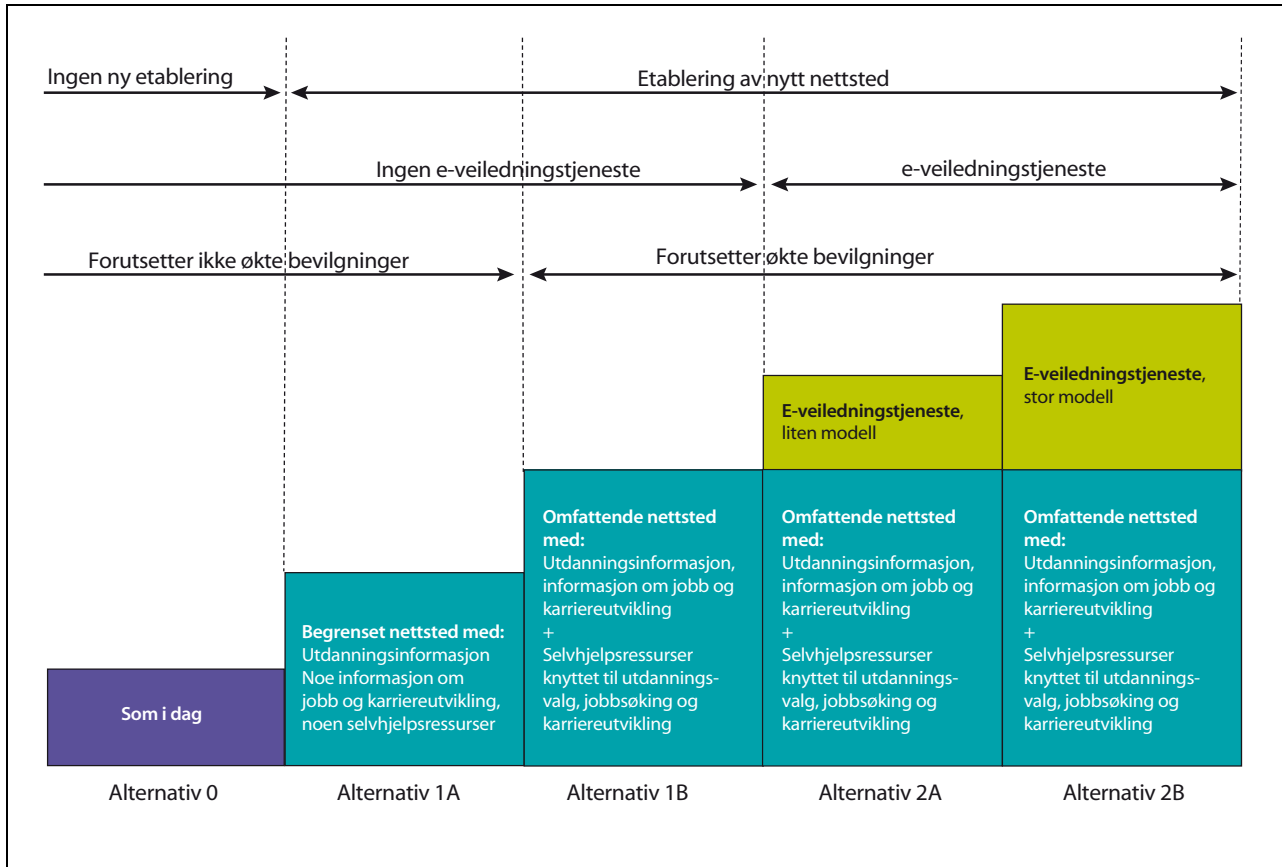 Ingen ny etablering
Etablering av nytt nettsted
Ingen e-veiledningstjeneste
e-veiledningstjeneste
Forutsetter ikke økte bevilgninger
Forutsetter økte bevilgninger
Som i dag
Begrenset nettsted med:
Utdanningsinformasjon
Noe informasjon om
jobb og karriereutvikling,
noen selvhjelpsressurser
Omfattende nettsted
med:
Utdanningsinformasjon,
informasjon om jobb og
karriereutvikling
+
Selvhjelpsressurser
knyttet til utdannings-
valg, jobbsøking og
karriereutvikling
E-veiledningstjeneste,
liten modell
Omfattende nettsted
med:
Utdanningsinformasjon,
informasjon om jobb og
karriereutvikling
+
Selvhjelpsressurser
knyttet til utdannings-
valg, jobbsøking og
karriereutvikling
E-veiledningstjeneste,
stor modell
Omfattende nettsted
med:
Utdanningsinformasjon,
informasjon om jobb og
karriereutvikling
+
Selvhjelpsressurser
knyttet til utdannings-
valg, jobbsøking og
karriereutvikling
Alternativ 0
Alternativ 1A
Alternativ 1B
Alternativ 2A
Alternativ 2B